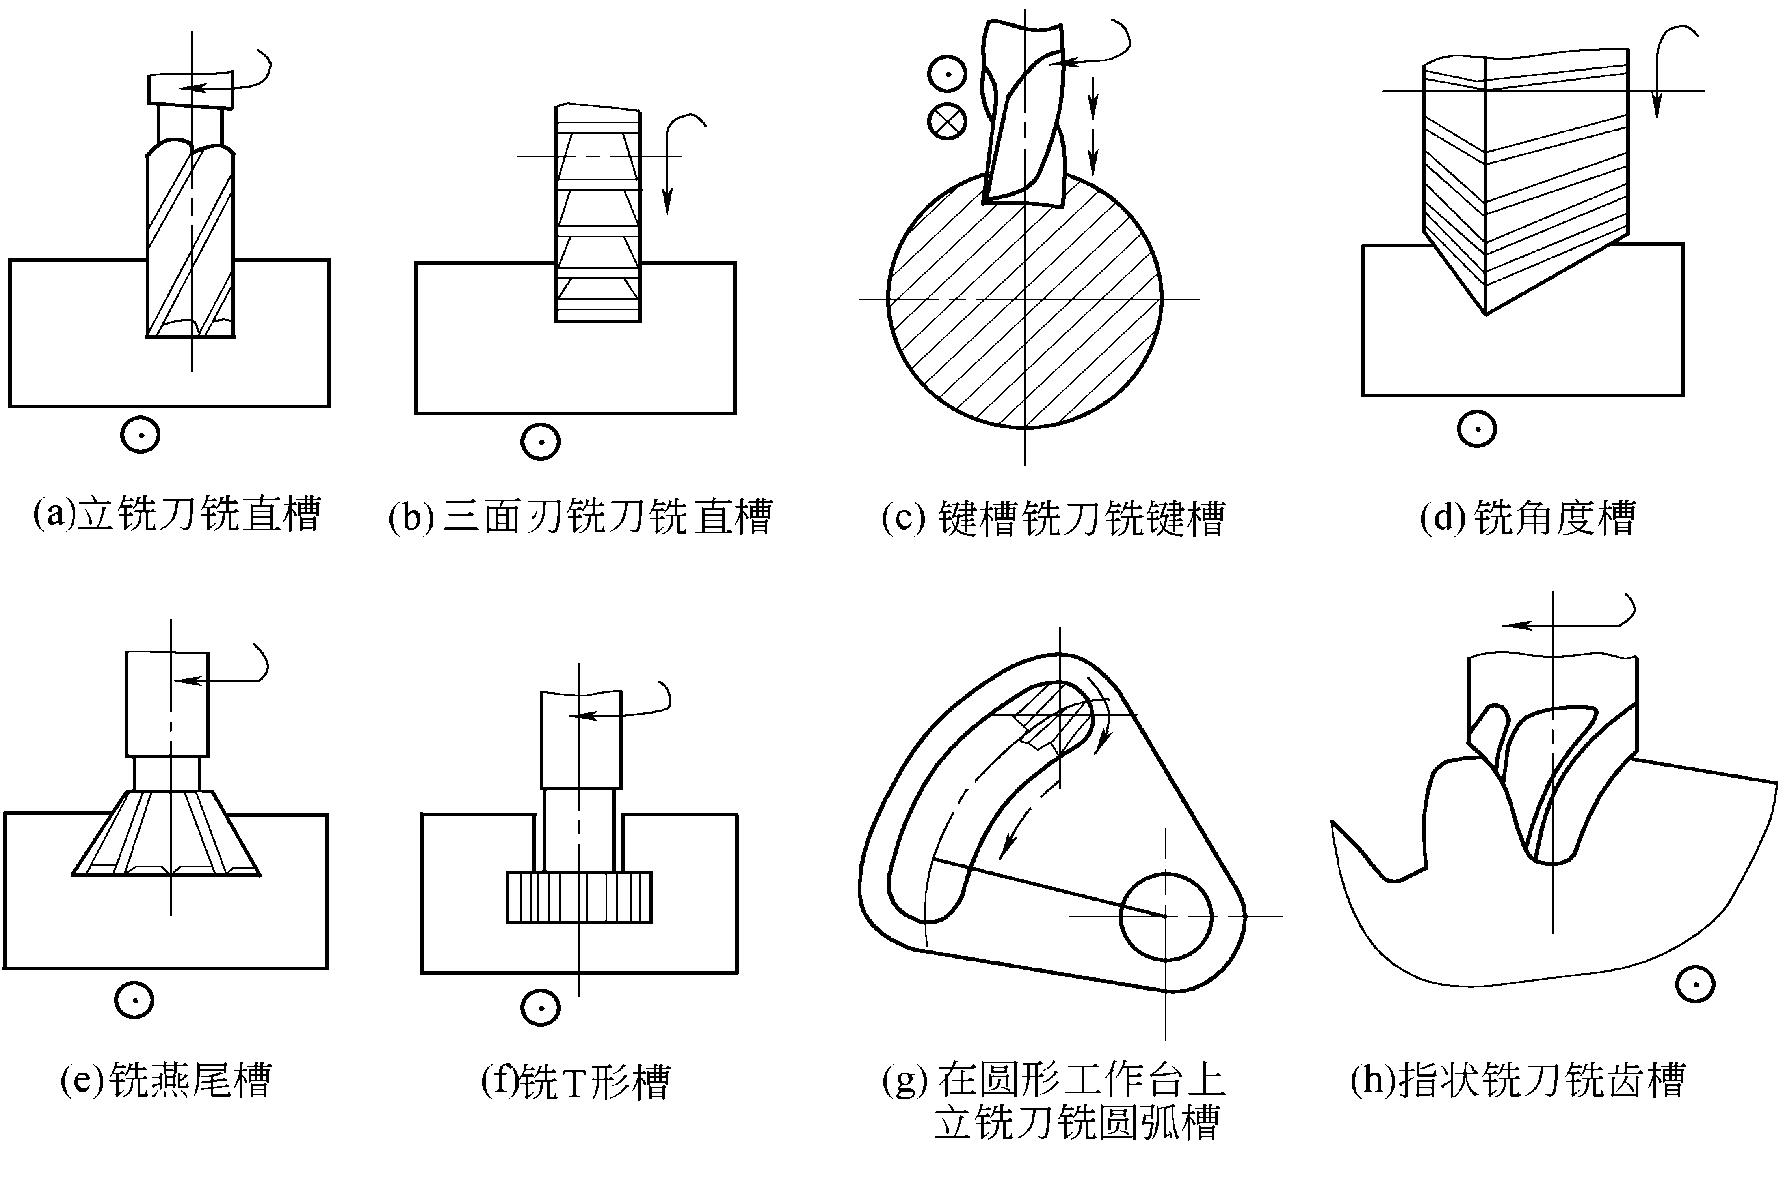 (a)立铣刀铣直槽
(b)三面刃铣刀铣直槽
(c)键槽铣刀铣键槽
(d)铣角度槽
(e)铣燕尾槽
(f)铣T形槽
(g)在圆形工作台上
立铣刀铣圆弧槽
(h)指状铣刀铣齿槽